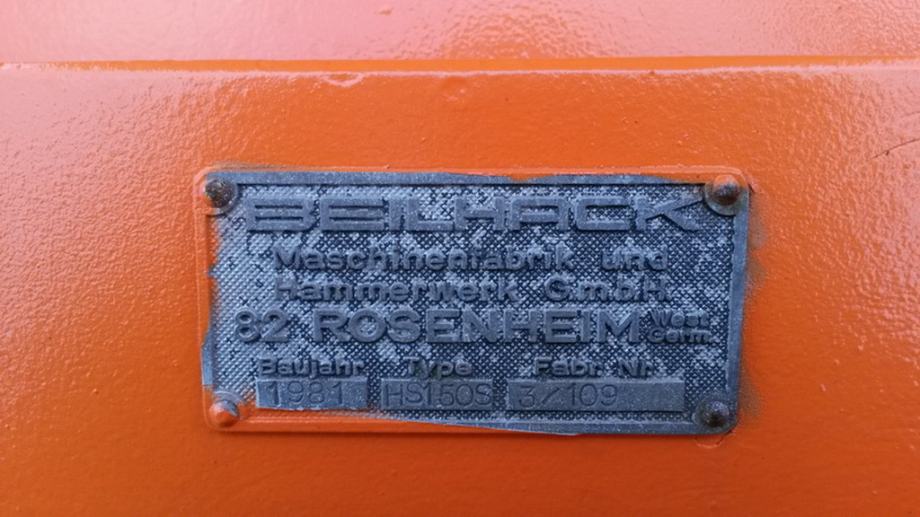 BEILHACK
Maschinenfabrik und
Hammerwerk G.m.b.H.
82 ROSENHEIM West Germ.
Baujahr Type Fabr. Nr.
1981 HS150S 3/109